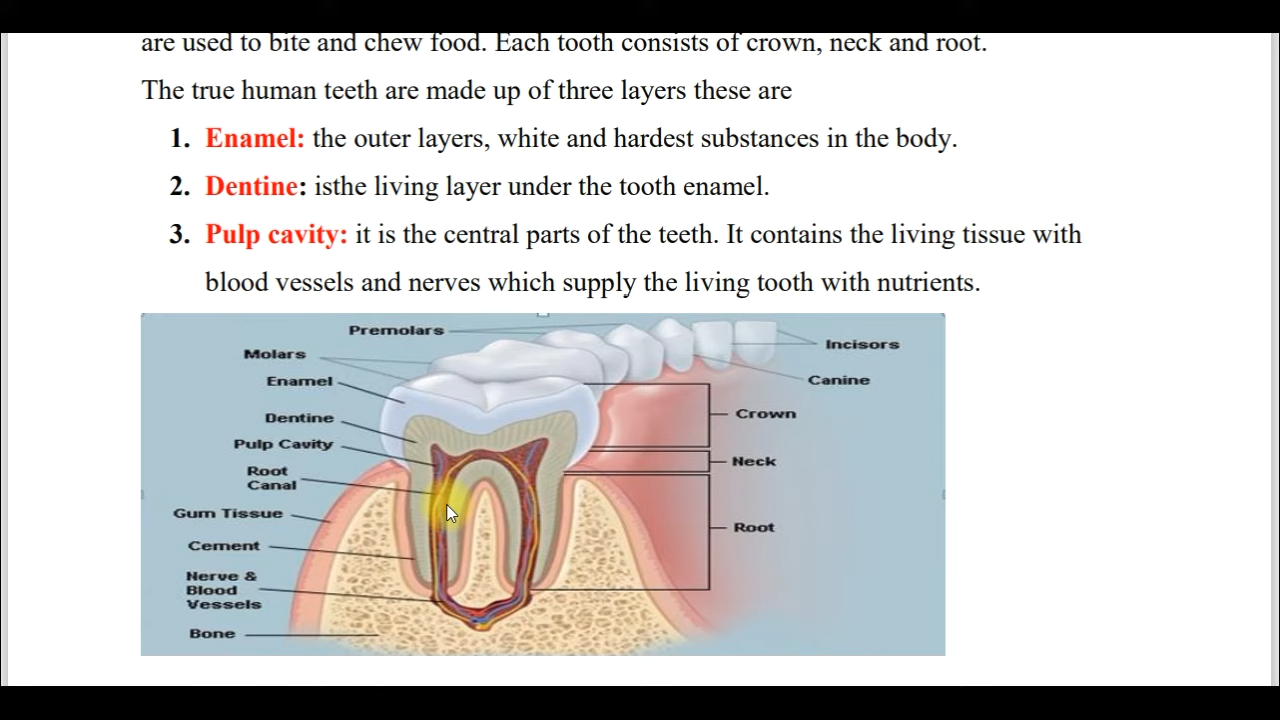 are used to bite and chew food. Each tooth consists of crown, neck and root.
The true human teeth are made up of three layers these are
1. Enamel: the outer layers, white and hardest substances in the body.
2. Dentine: isthe living layer under the tooth enamel.
3. Pulp cavity: it is the central parts of the teeth. It contains the living tissue with
blood vessels and nerves which supply the living tooth with nutrients.
Premolars
Molars
Enamel
Dentine
Pulp Cavity
Root
Canal
Gum Tissue
Cement
Nerve &
Blood
Vessels
Bone
Incisors
Canine
Crown
Neck
Root